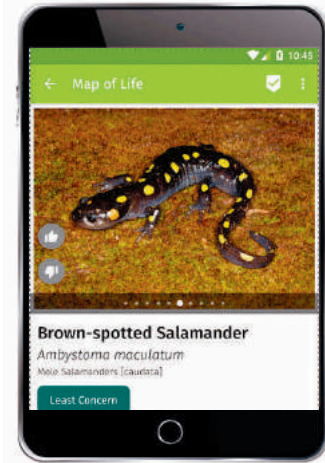 10:45
Map of Life
Brown-spotted Salamander
Ambystoma maculatum
Mole Salamanders [caudata]
Least Concern